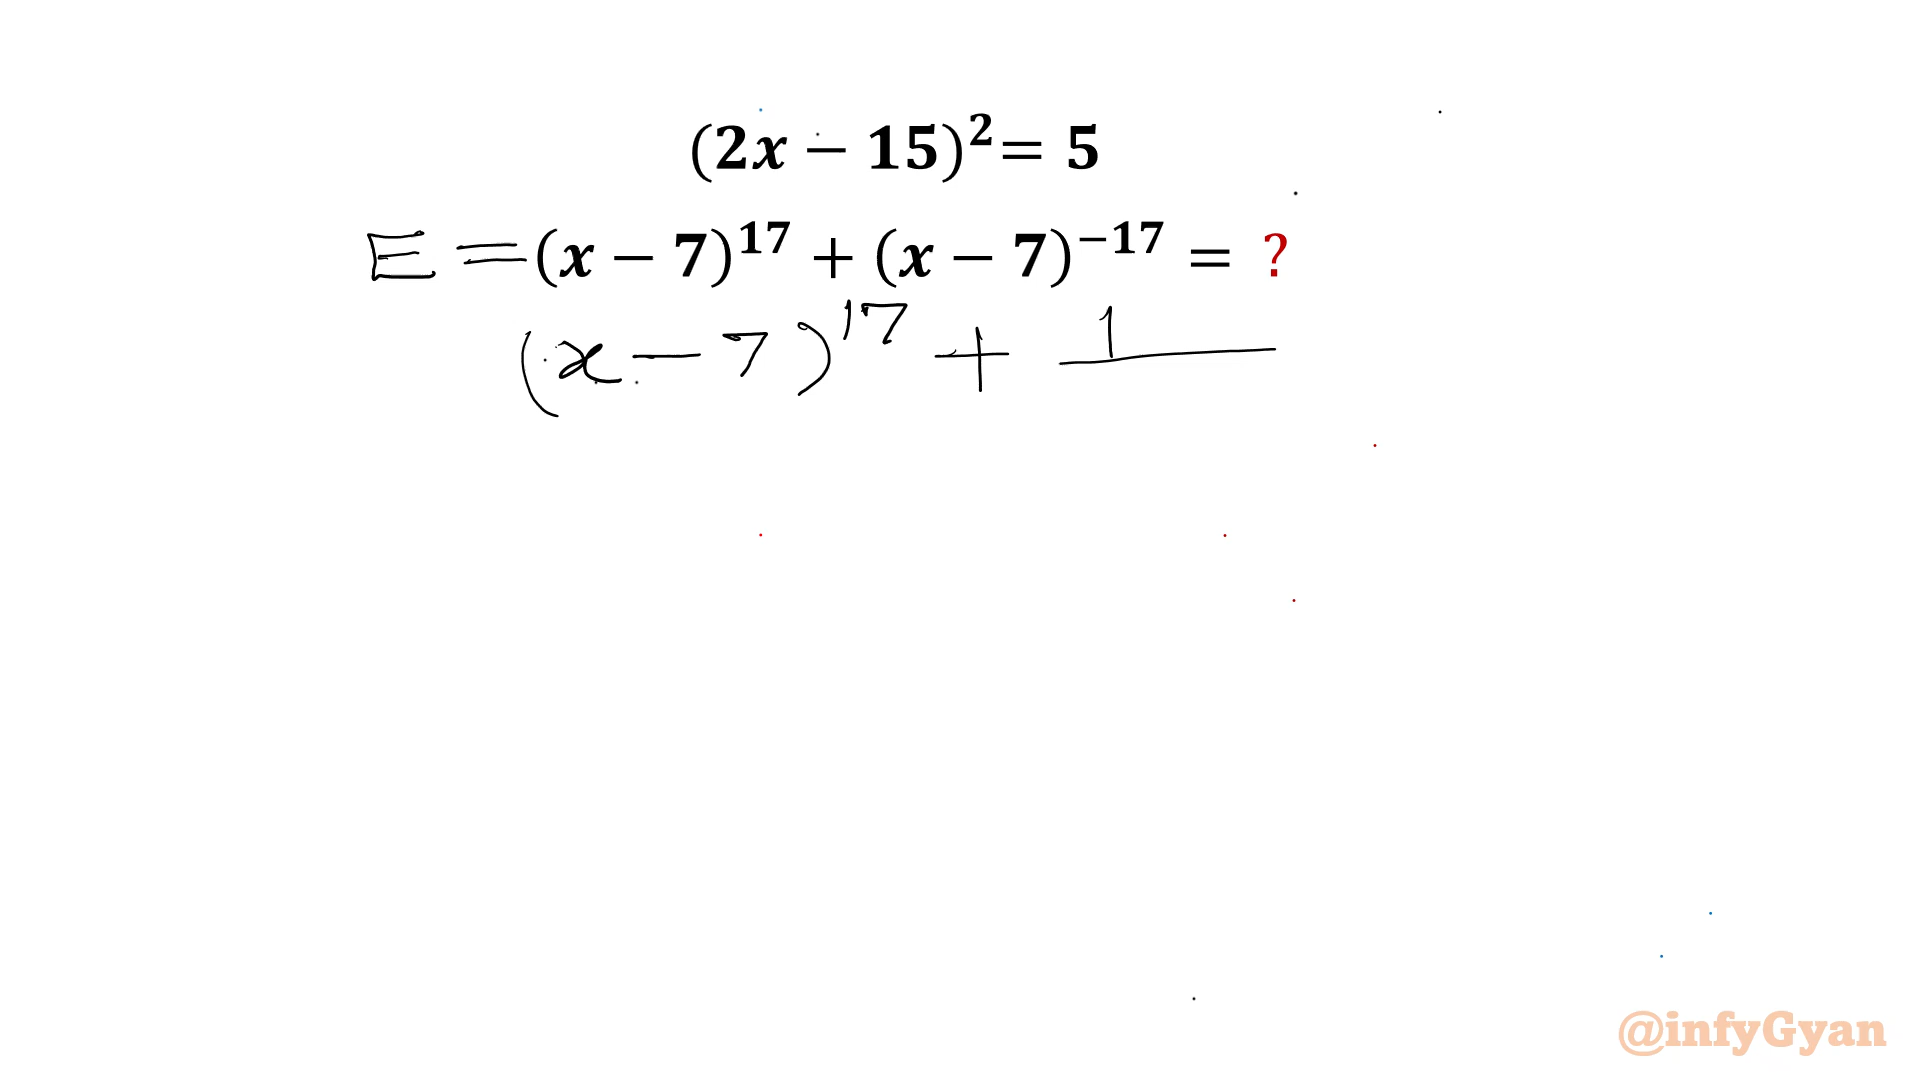 (2x − 15)²= 5
E = (x − 7)¹⁷ + (x − 7)⁻¹⁷ = ?
(x − 7)¹⁷ + 1/
@infyGyan